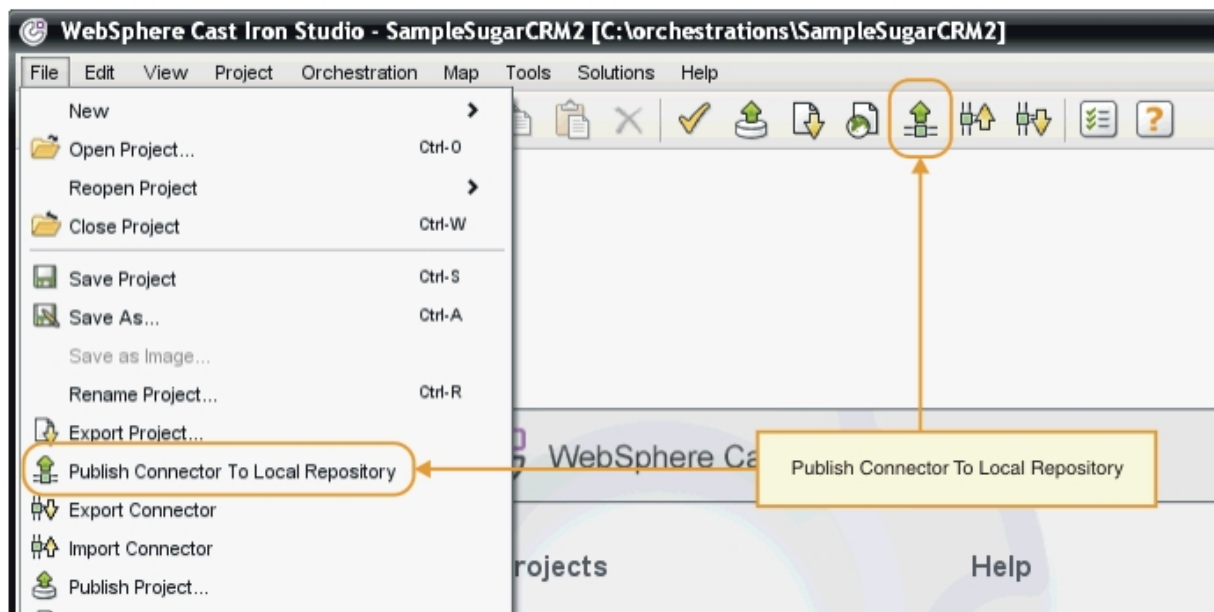 WebSphere Cast Iron Studio - SampleSugarCRM2 [C:\orchestrations\SampleSugarCRM2]
File Edit View Project Orchestration Map Tools Solutions Help
New
Open Project... Ctrl-O
Reopen Project
Close Project Ctrl-W
Save Project Ctrl-S
Save As... Ctrl-A
Save as Image...
Rename Project... Ctrl-R
Export Project...
Publish Connector To Local Repository
Export Connector
Import Connector
Publish Project...
WebSphere Ca
Publish Connector To Local Repository
rojects
Help